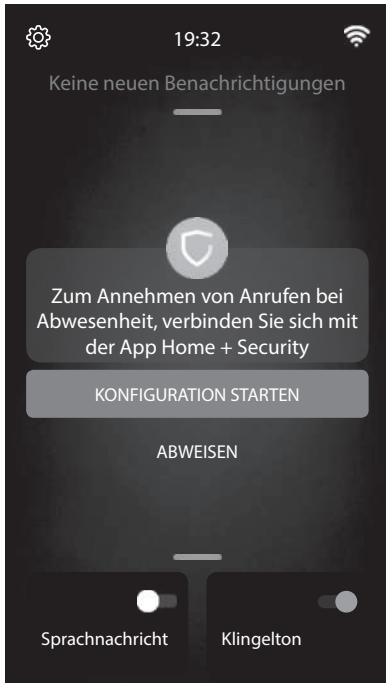 19:32
Keine neuen Benachrichtigungen
Zum Annehmen von Anrufen bei
Abwesenheit, verbinden Sie sich mit
der App Home + Security
KONFIGURATION STARTEN
ABWEISEN
Sprachnachricht
Klingelton